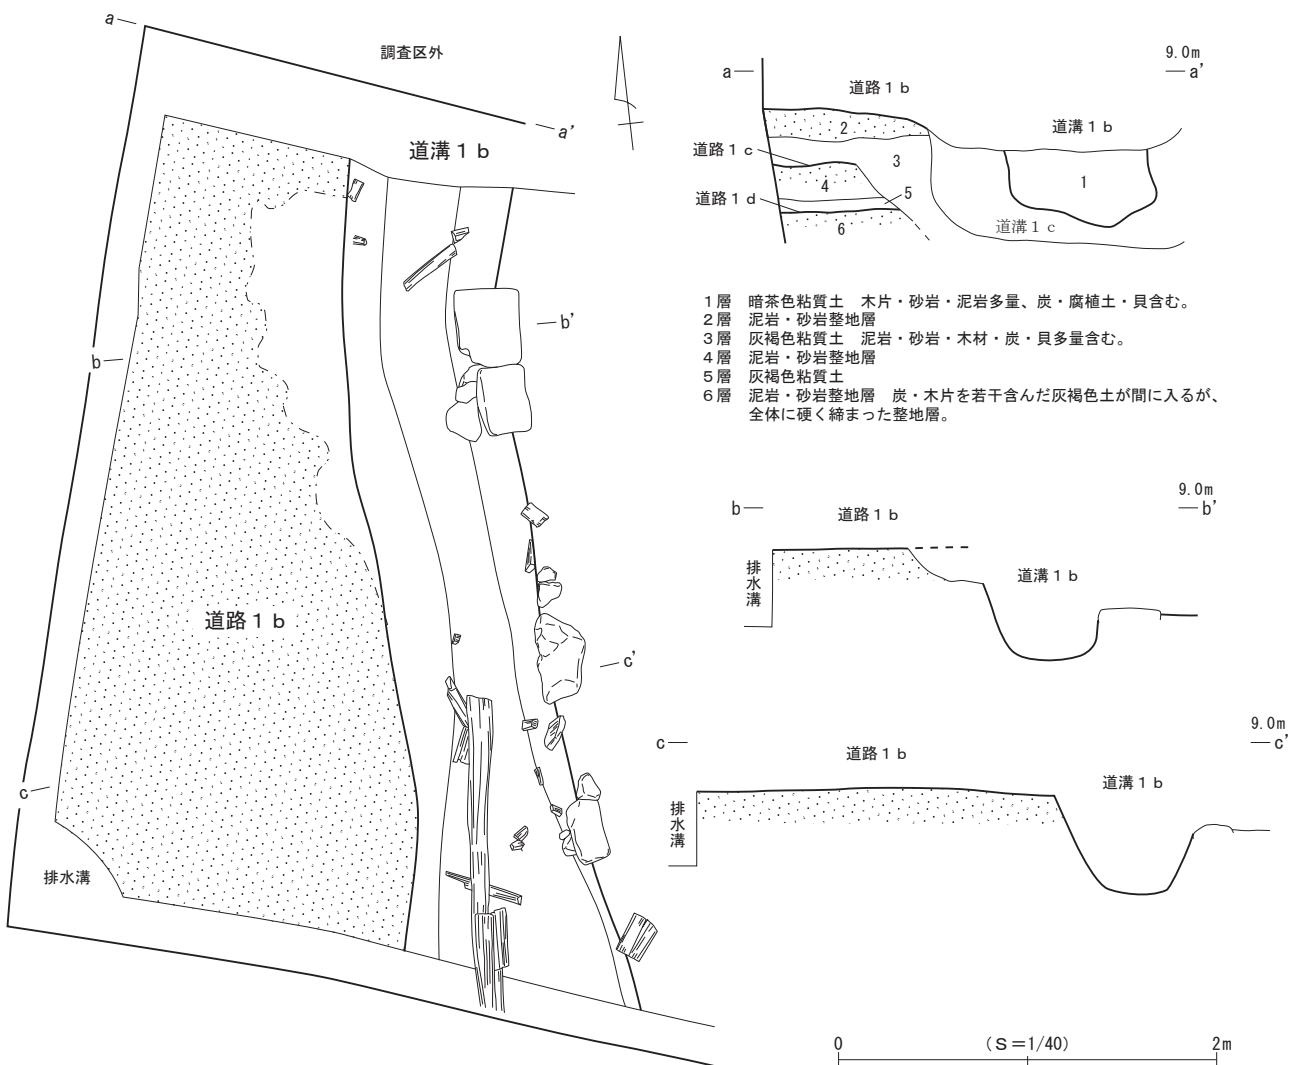 a
調査区外
a'
道溝１ｂ
b'
b
道路１ｂ
c'
c
排水溝
9.0m
a
a'
道路１ｂ
道溝１ｂ
2
道路１ｃ
3
1
4
道路１ｄ
5
6
道溝１ｃ
１層　暗茶色粘質土　木片・砂岩・泥岩多量、炭・腐植土・貝含む。
２層　泥岩・砂岩整地層
３層　灰褐色粘質土　泥岩・砂岩・木材・炭・貝多量含む。
４層　泥岩・砂岩整地層
５層　灰褐色粘質土
６層　泥岩・砂岩整地層　炭・木片を若干含んだ灰褐色土が間に入るが、
全体に硬く締まった整地層。
9.0m
b
b'
道路１ｂ
排水溝
道溝１ｂ
9.0m
c
c'
道路１ｂ
道溝１ｂ
排水溝
0
（Ｓ＝1/40）
2m